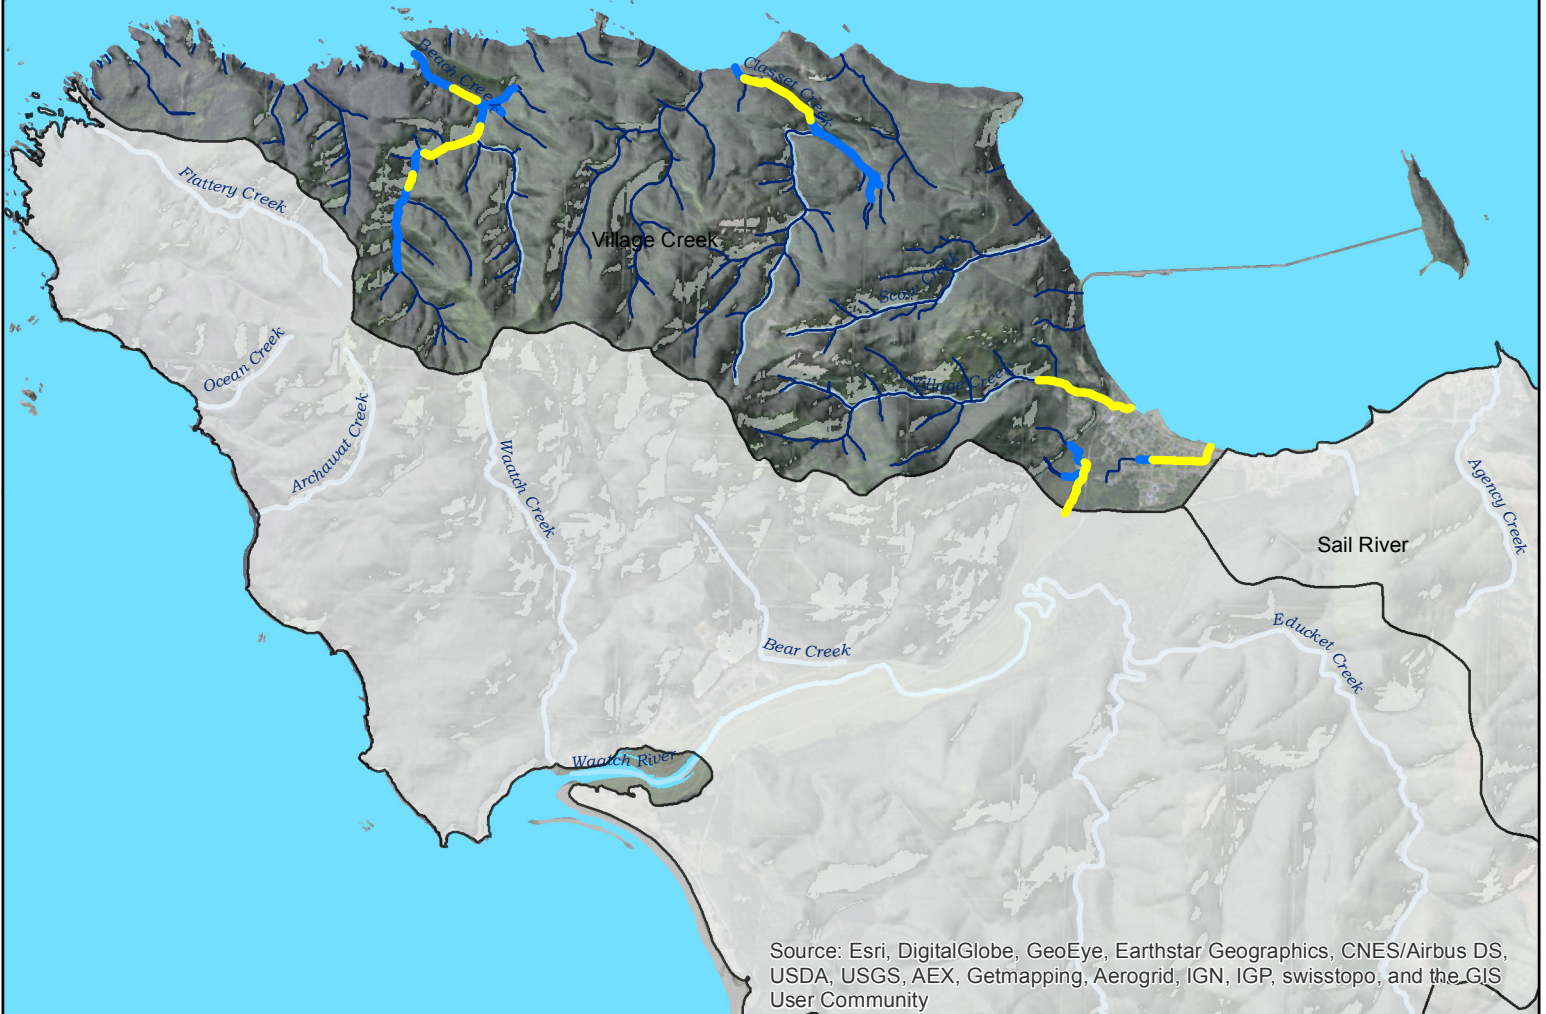 Beach Creek
Classet Creek
Flattery Creek
Village Creek
Scott Creek
Ocean Creek
Village Creek
Archawat Creek
Waatch Creek
Agency Creek
Sail River
Educket Creek
Bear Creek
Waatch River
Source: Esri, DigitalGlobe, GeoEye, Earthstar Geographics, CNES/Airbus DS,
USDA, USGS, AEX, Getmapping, Aerogrid, IGN, IGP, swisstopo, and the GIS
User Community